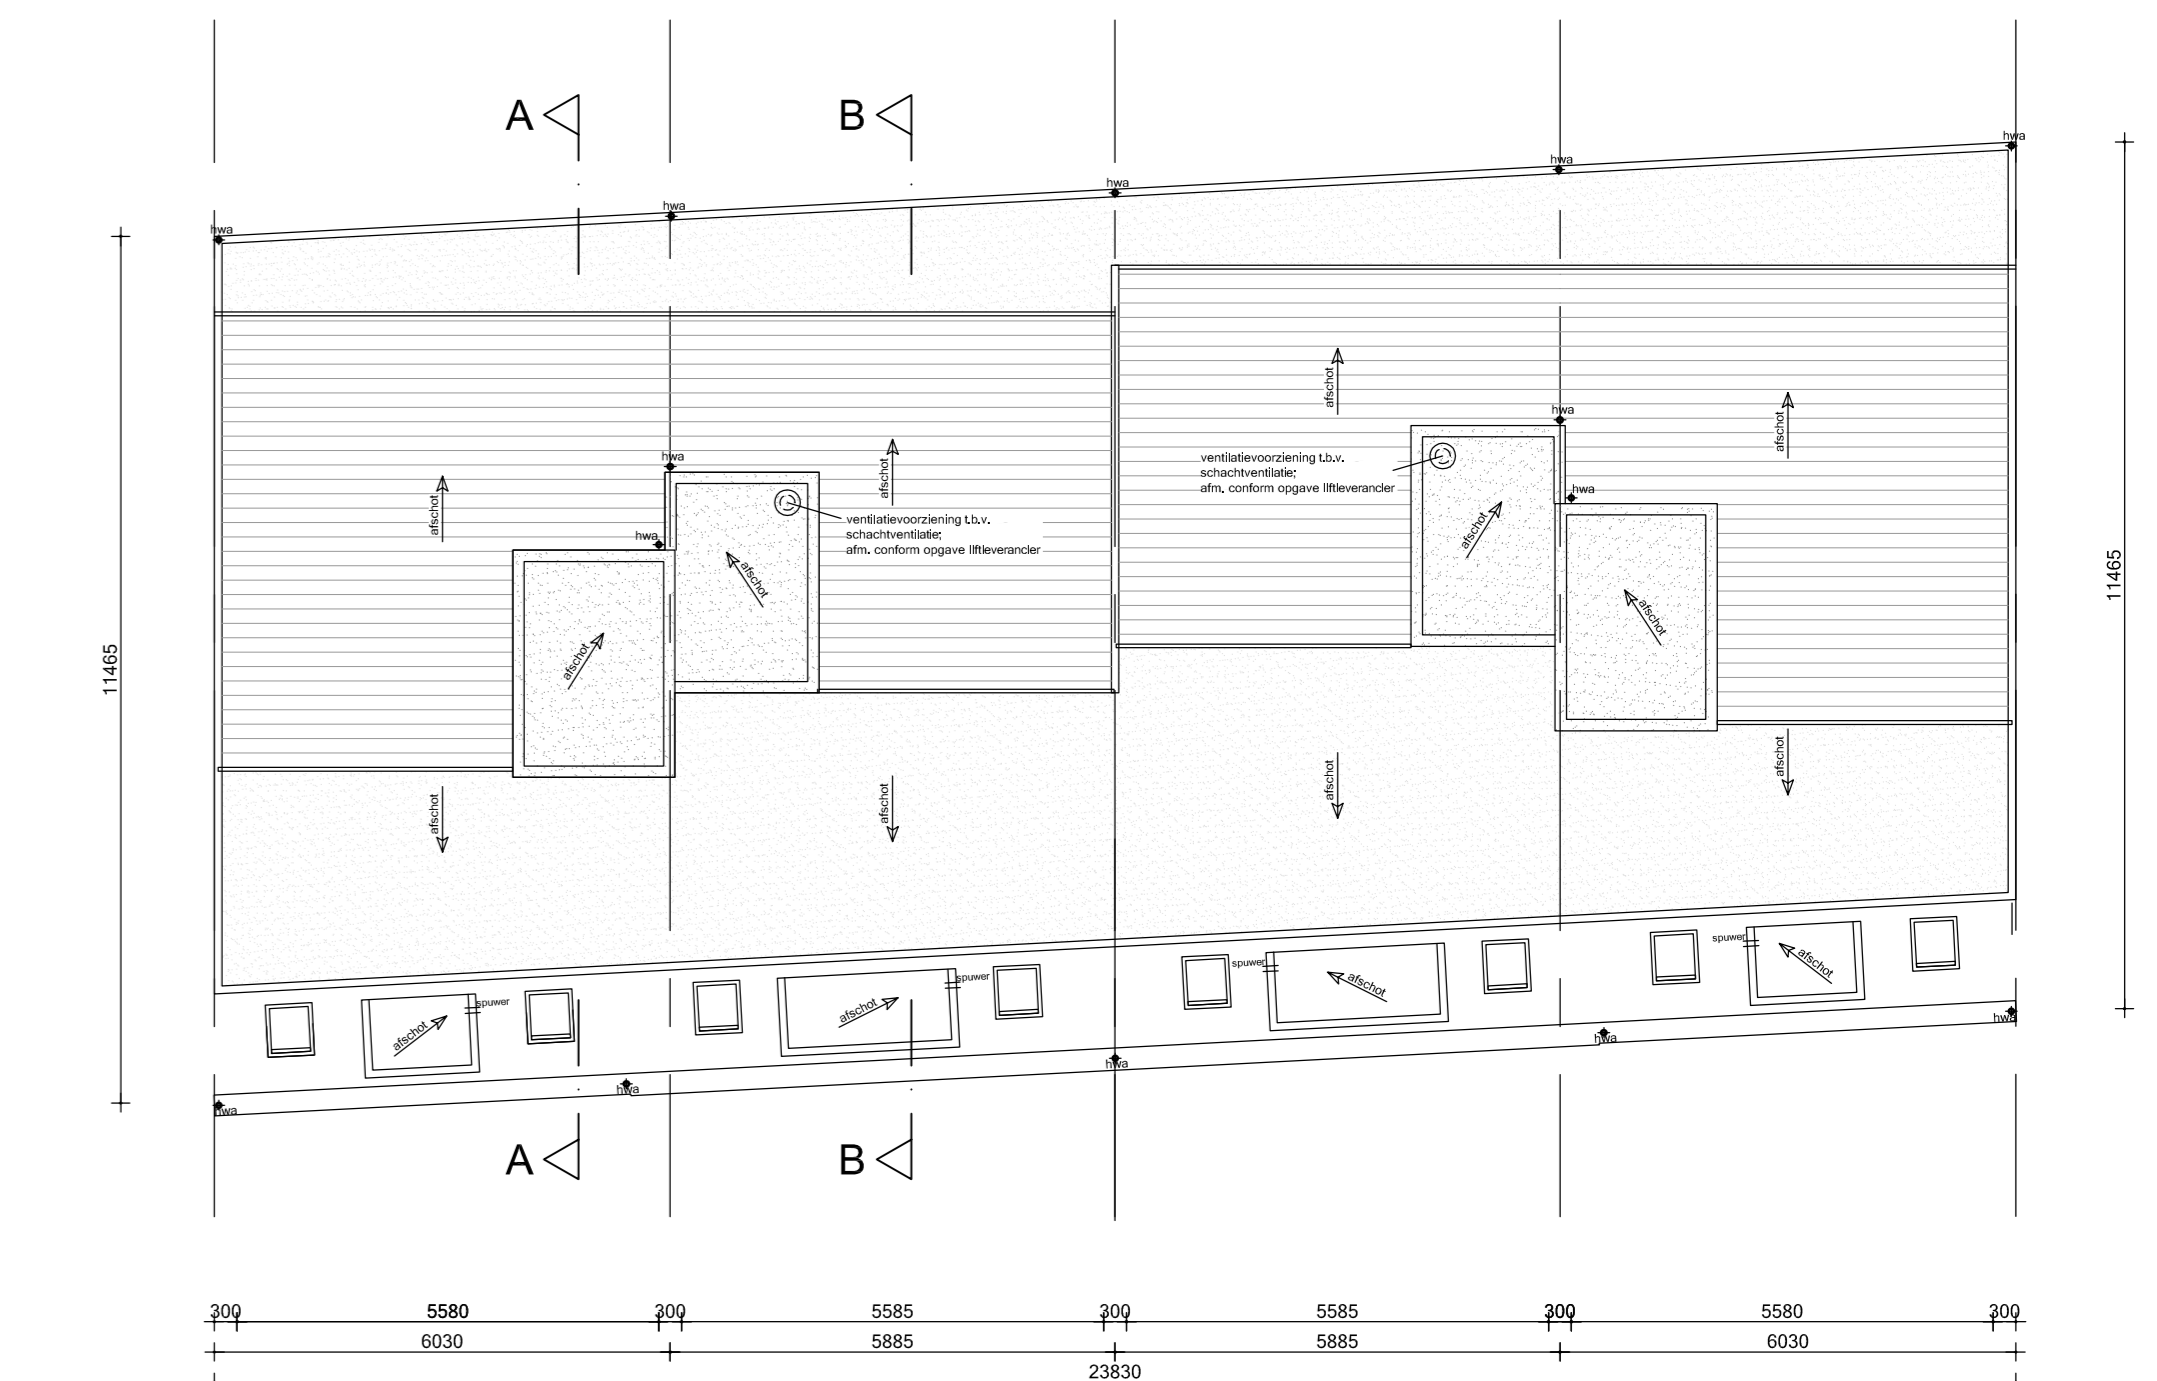 A
B
hwa
hwa
hwa
hwa
hwa
afschot
afschot
hwa
afschot
hwa
ventilatievoorziening t.b.v.
schachtventilatie;
afm. conform opgave liftleverancier
hwa
afschot
hwa
ventilatievoorziening t.b.v.
schachtventilatie;
afm. conform opgave liftleverancier
afschot
afschot
afschot
afschot
11465
11465
afschot
afschot
afschot
afschot
spuwer
afschot
spuwer
afschot
spuwer
afschot
spuwer
afschot
hwa
hwa
hwa
hwa
hwa
A
B
300
5580
300
5585
300
5585
300
5580
300
6030
5885
5885
6030
23830